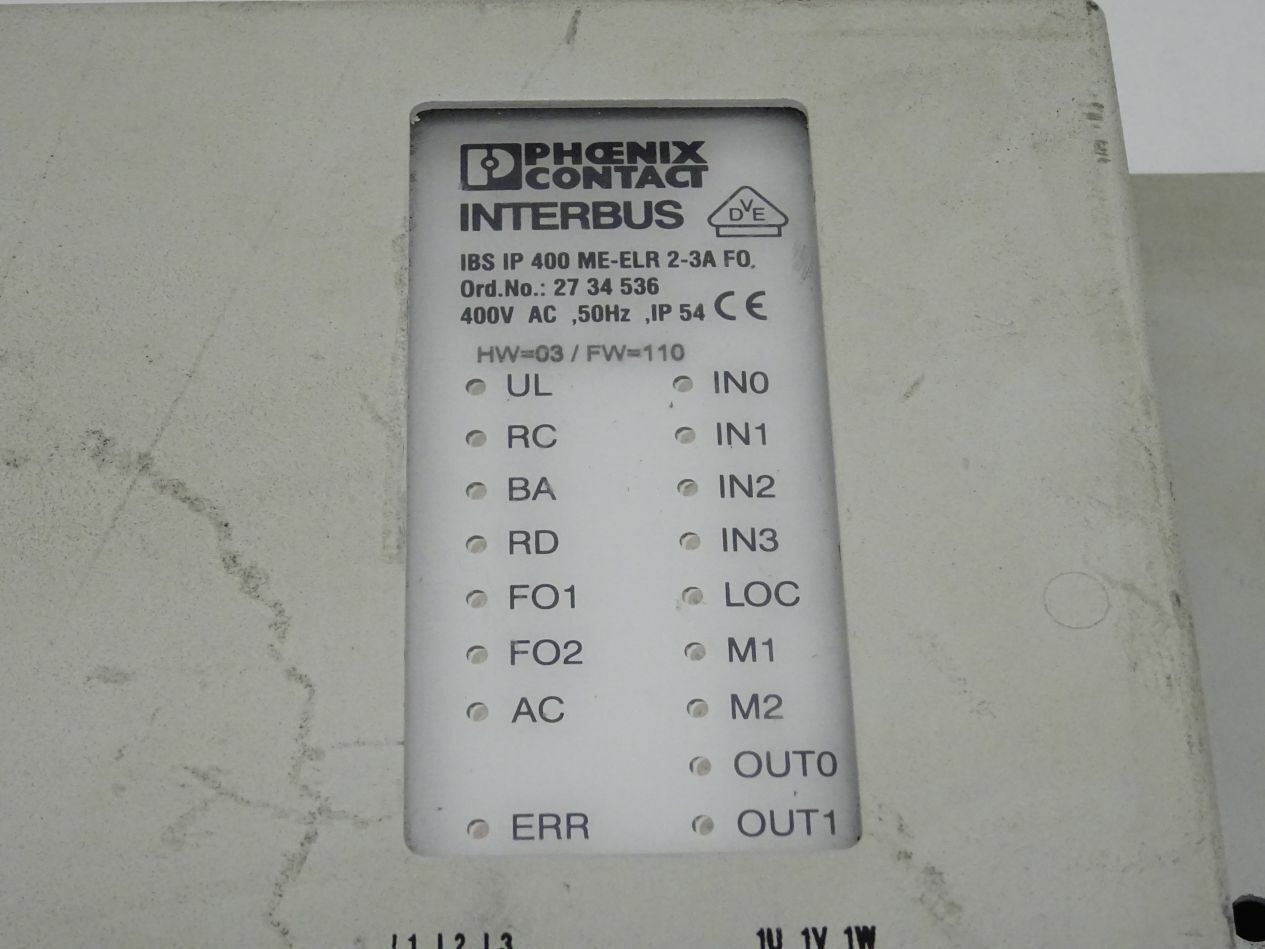 PHŒNIX
CONTACT
INTERBUS
VDE
IBS IP 400 ME-ELR 2-3A FO.
Ord.No.: 27 34 536
400V AC ,50Hz ,IP 54 CE
HW=03 / FW=110
UL IN0
RC IN1
BA IN2
RD IN3
FO1 LOC
FO2 M1
AC M2
OUT0
ERR OUT1
L1 L2 L3 1U 1V 1W